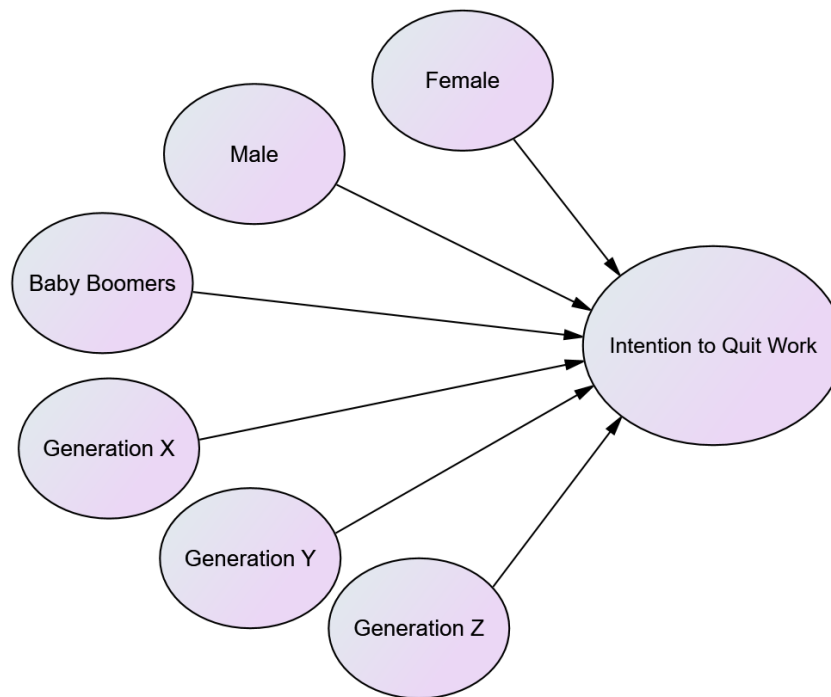 Female
Male
Baby Boomers
Intention to Quit Work
Generation X
Generation Y
Generation Z